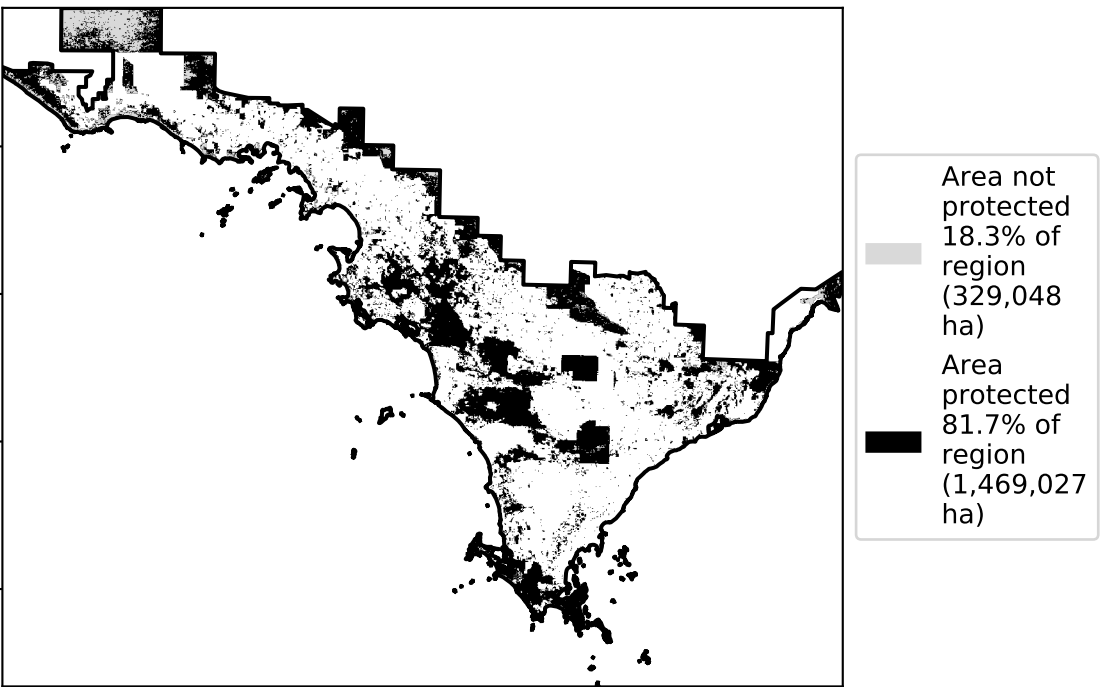 Area not
protected
18.3% of
region
(329,048
ha)
Area
protected
81.7% of
region
(1,469,027
ha)